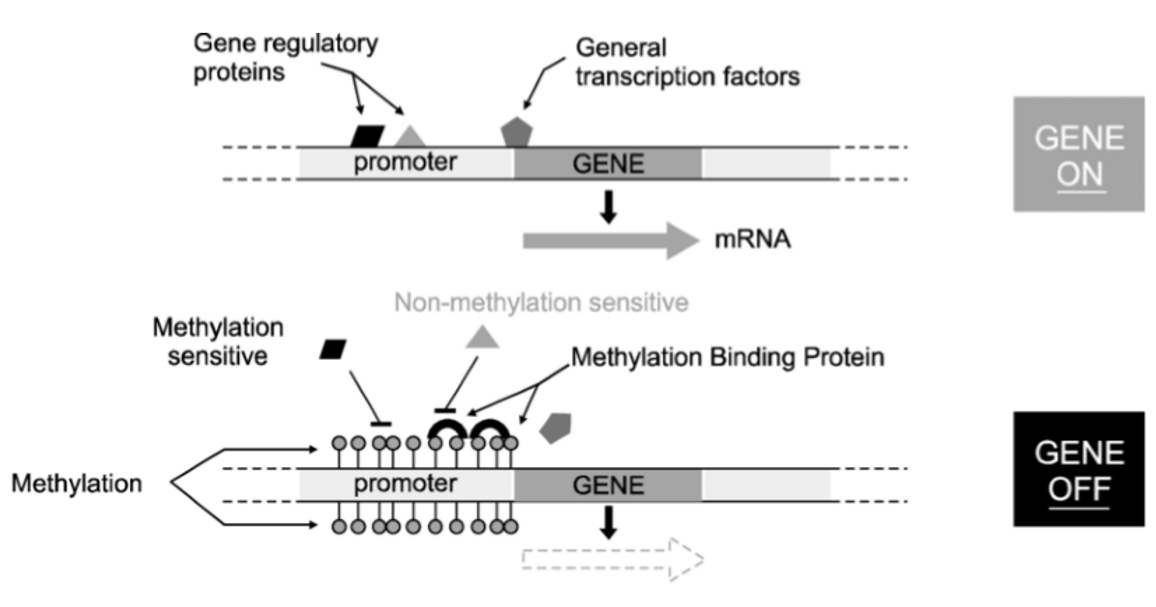 Gene regulatory
proteins
General
transcription factors
promoter
GENE
GENE
ON
mRNA
Non-methylation sensitive
Methylation
sensitive
Methylation Binding Protein
Methylation
promoter
GENE
GENE
OFF